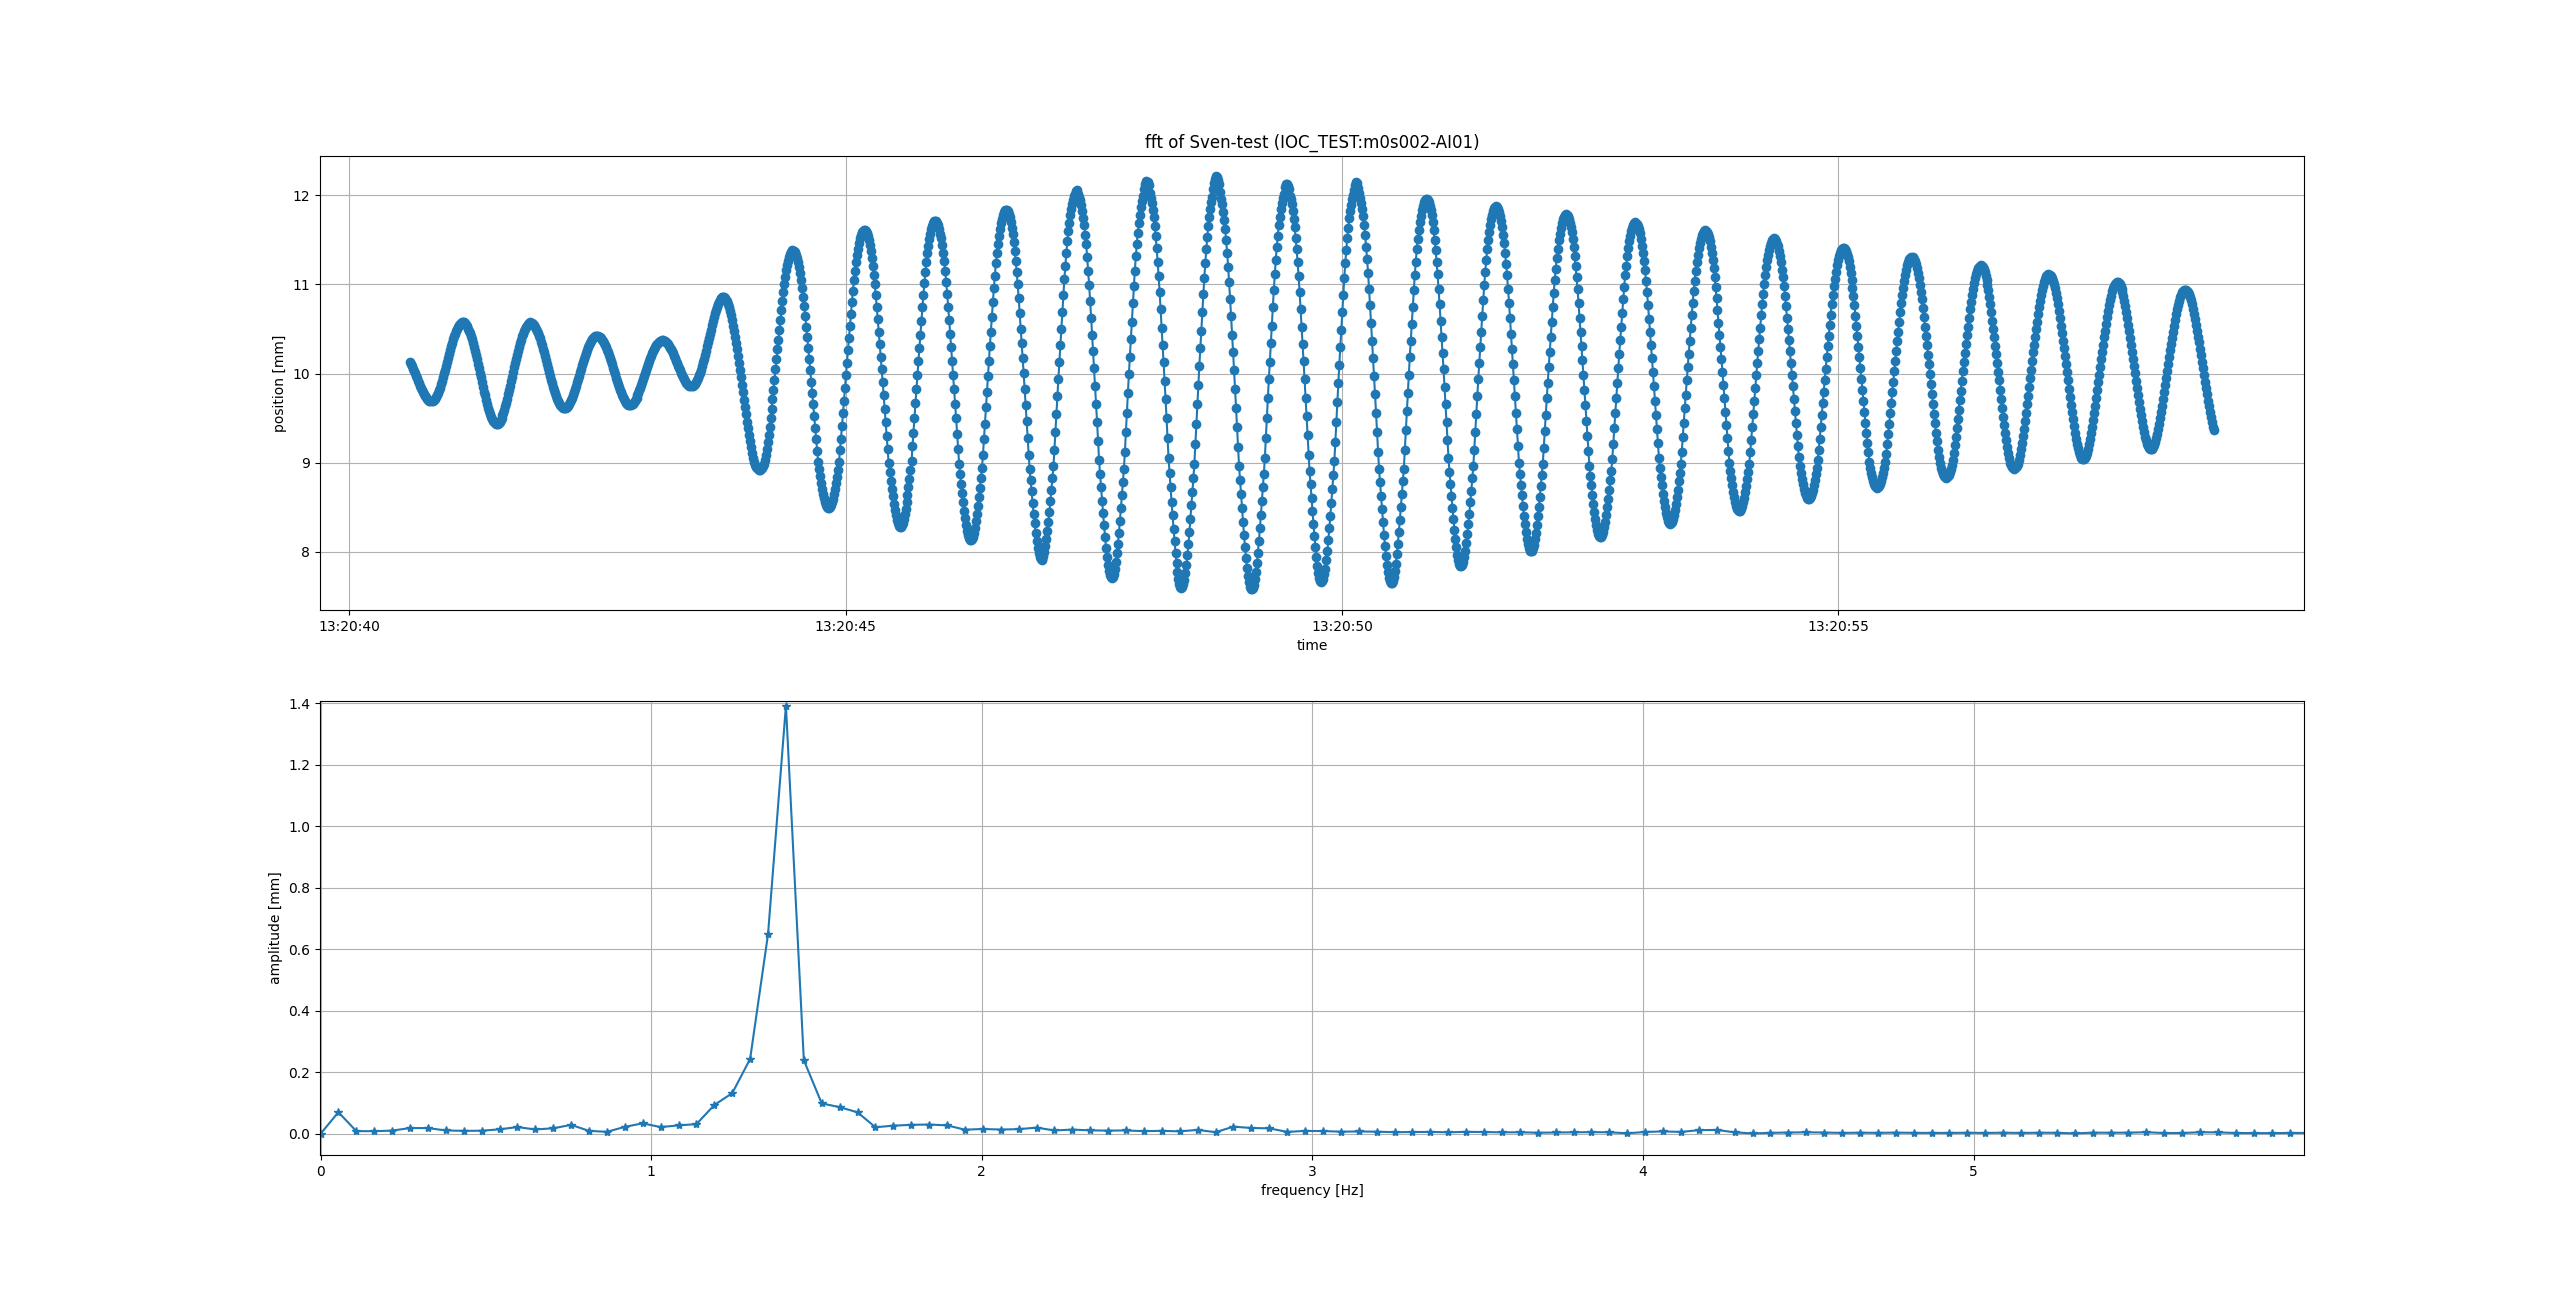 fft of Sven-test (IOC_TEST:m0s002-AI01)
12
11
10
9
8
position [mm]
13:20:40 13:20:45 13:20:50 13:20:55
time
1.4
1.2
1.0
0.8
0.6
0.4
0.2
0.0
amplitude [mm]
0 1 2 3 4 5
frequency [Hz]